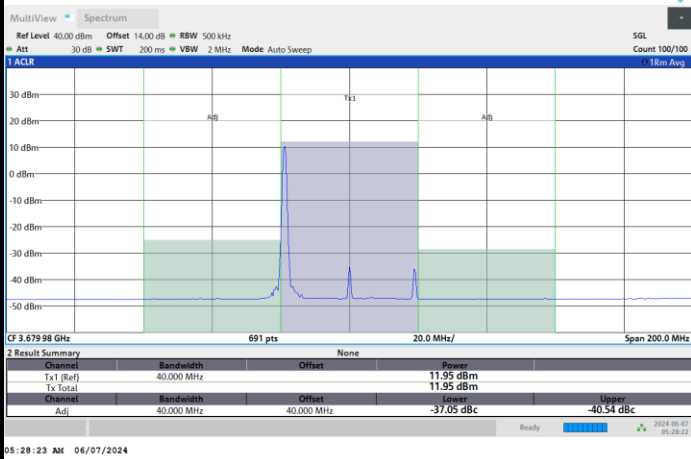 MultiView Spectrum
Ref Level 40.00 dBm Offset 14.00 dB RBW 500 kHz SGL
Att 30 dB SWT 200 ms VBW 2 MHz Mode Auto Sweep Count 100/100
1 ACLR 1Rm Avg
30 dBm
Tx1
20 dBm
Adj Adj
10 dBm
0 dBm
-10 dBm
-20 dBm
-30 dBm
-40 dBm
-50 dBm
CF 3.679 98 GHz 691 pts 20.0 MHz/ Span 200.0 MHz
2 Result Summary None
Channel Bandwidth Offset Power
Tx1 (Ref) 40.000 MHz 11.95 dBm
Tx Total 11.95 dBm
Channel Bandwidth Offset Lower Upper
Adj 40.000 MHz 40.000 MHz -37.05 dBc -40.54 dBc
Ready 2024-06-07
05:28:22
05:28:23 AM 06/07/2024